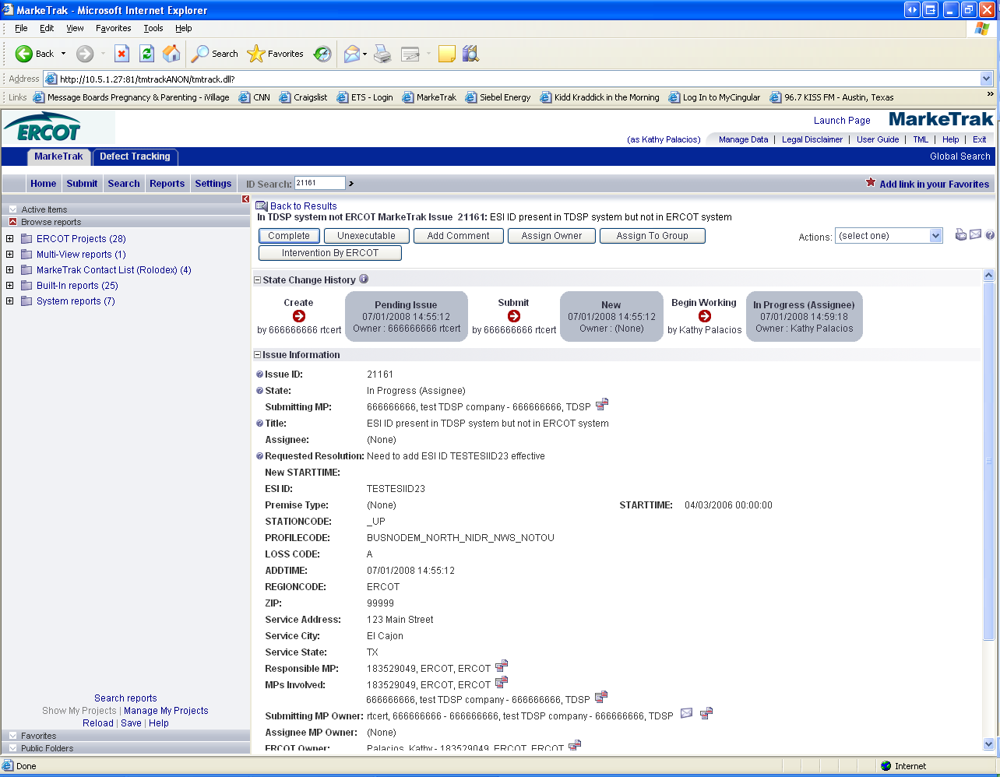 MarkeTrak - Microsoft Internet Explorer
File Edit View Favorites Tools Help
Back Search Favorites
Address http://10.5.1.27:81/tmtrackANON/tmtrack.dll?
Links Message Boards Pregnancy & Parenting - iVillage CNN Craigslist ETS - Login MarkeTrak Siebel Energy Kidd Kraddick in the Morning Log In to MyCingular 96.7 KISS FM - Austin, Texas »
ERCOT Launch Page MarkeTrak
(as Kathy Palacios) Manage Data | Legal Disclaimer | User Guide | TML | Help | Exit
MarkeTrak Defect Tracking Global Search
Home Submit Search Reports Settings ID Search: 21161 Add link in your Favorites
Active Items
Browse reports
ERCOT Projects (28)
Multi-View reports (1)
MarkeTrak Contact List (Rolodex) (4)
Built-In reports (25)
System reports (7)
Search reports
Show My Projects | Manage My Projects
Reload | Save | Help
Favorites
Public Folders
Back to Results
In TDSP system not ERCOT MarkeTrak Issue 21161: ESI ID present in TDSP system but not in ERCOT system
Complete Unexecutable Add Comment Assign Owner Assign To Group Actions: (select one)
Intervention By ERCOT
State Change History
Create Pending Issue Submit New Begin Working In Progress (Assignee)
07/01/2008 14:55:12 07/01/2008 14:55:12 07/01/2008 14:59:18
by 666666666 rtcert Owner : 666666666 rtcert by 666666666 rtcert Owner : (None) by Kathy Palacios Owner : Kathy Palacios
Issue Information
Issue ID: 21161
State: In Progress (Assignee)
Submitting MP: 666666666, test TDSP company - 666666666, TDSP
Title: ESI ID present in TDSP system but not in ERCOT system
Assignee: (None)
Requested Resolution: Need to add ESI ID TESTESIID23 effective
New STARTTIME:
ESI ID: TESTESIID23
Premise Type: (None) STARTTIME: 04/03/2006 00:00:00
STATIONCODE: _UP
PROFILECODE: BUSNODEM_NORTH_NIDR_NWS_NOTOU
LOSS CODE: A
ADDTIME: 07/01/2008 14:55:12
REGIONCODE: ERCOT
ZIP: 99999
Service Address: 123 Main Street
Service City: El Cajon
Service State: TX
Responsible MP: 183529049, ERCOT, ERCOT
MPs Involved: 183529049, ERCOT, ERCOT
666666666, test TDSP company - 666666666, TDSP
Submitting MP Owner: rtcert, 666666666 - 666666666, test TDSP company - 666666666, TDSP
Assignee MP Owner: (None)
ERCOT Owner: Palacios, Kathy - 183529049, ERCOT, ERCOT
Done Internet